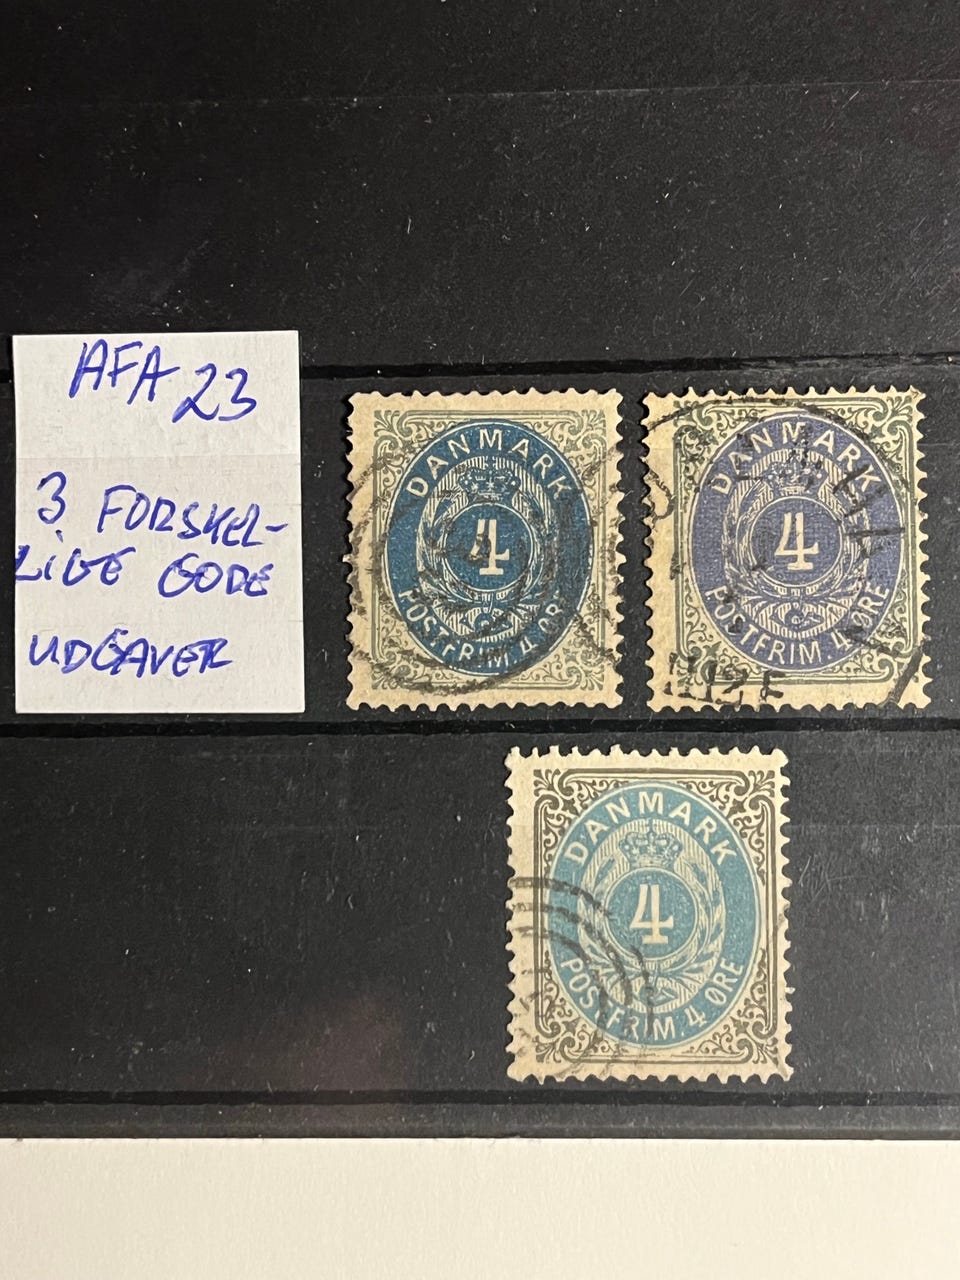 AFA 23
3 FORSKEL-
LIGE GODE
UDGAVER
DANMARK
4
POSTFRIM. 4 ØRE
DANMARK
4
POSTFRIM 4 ØRE
DANMARK
4
POSTFRIM 4 ØRE